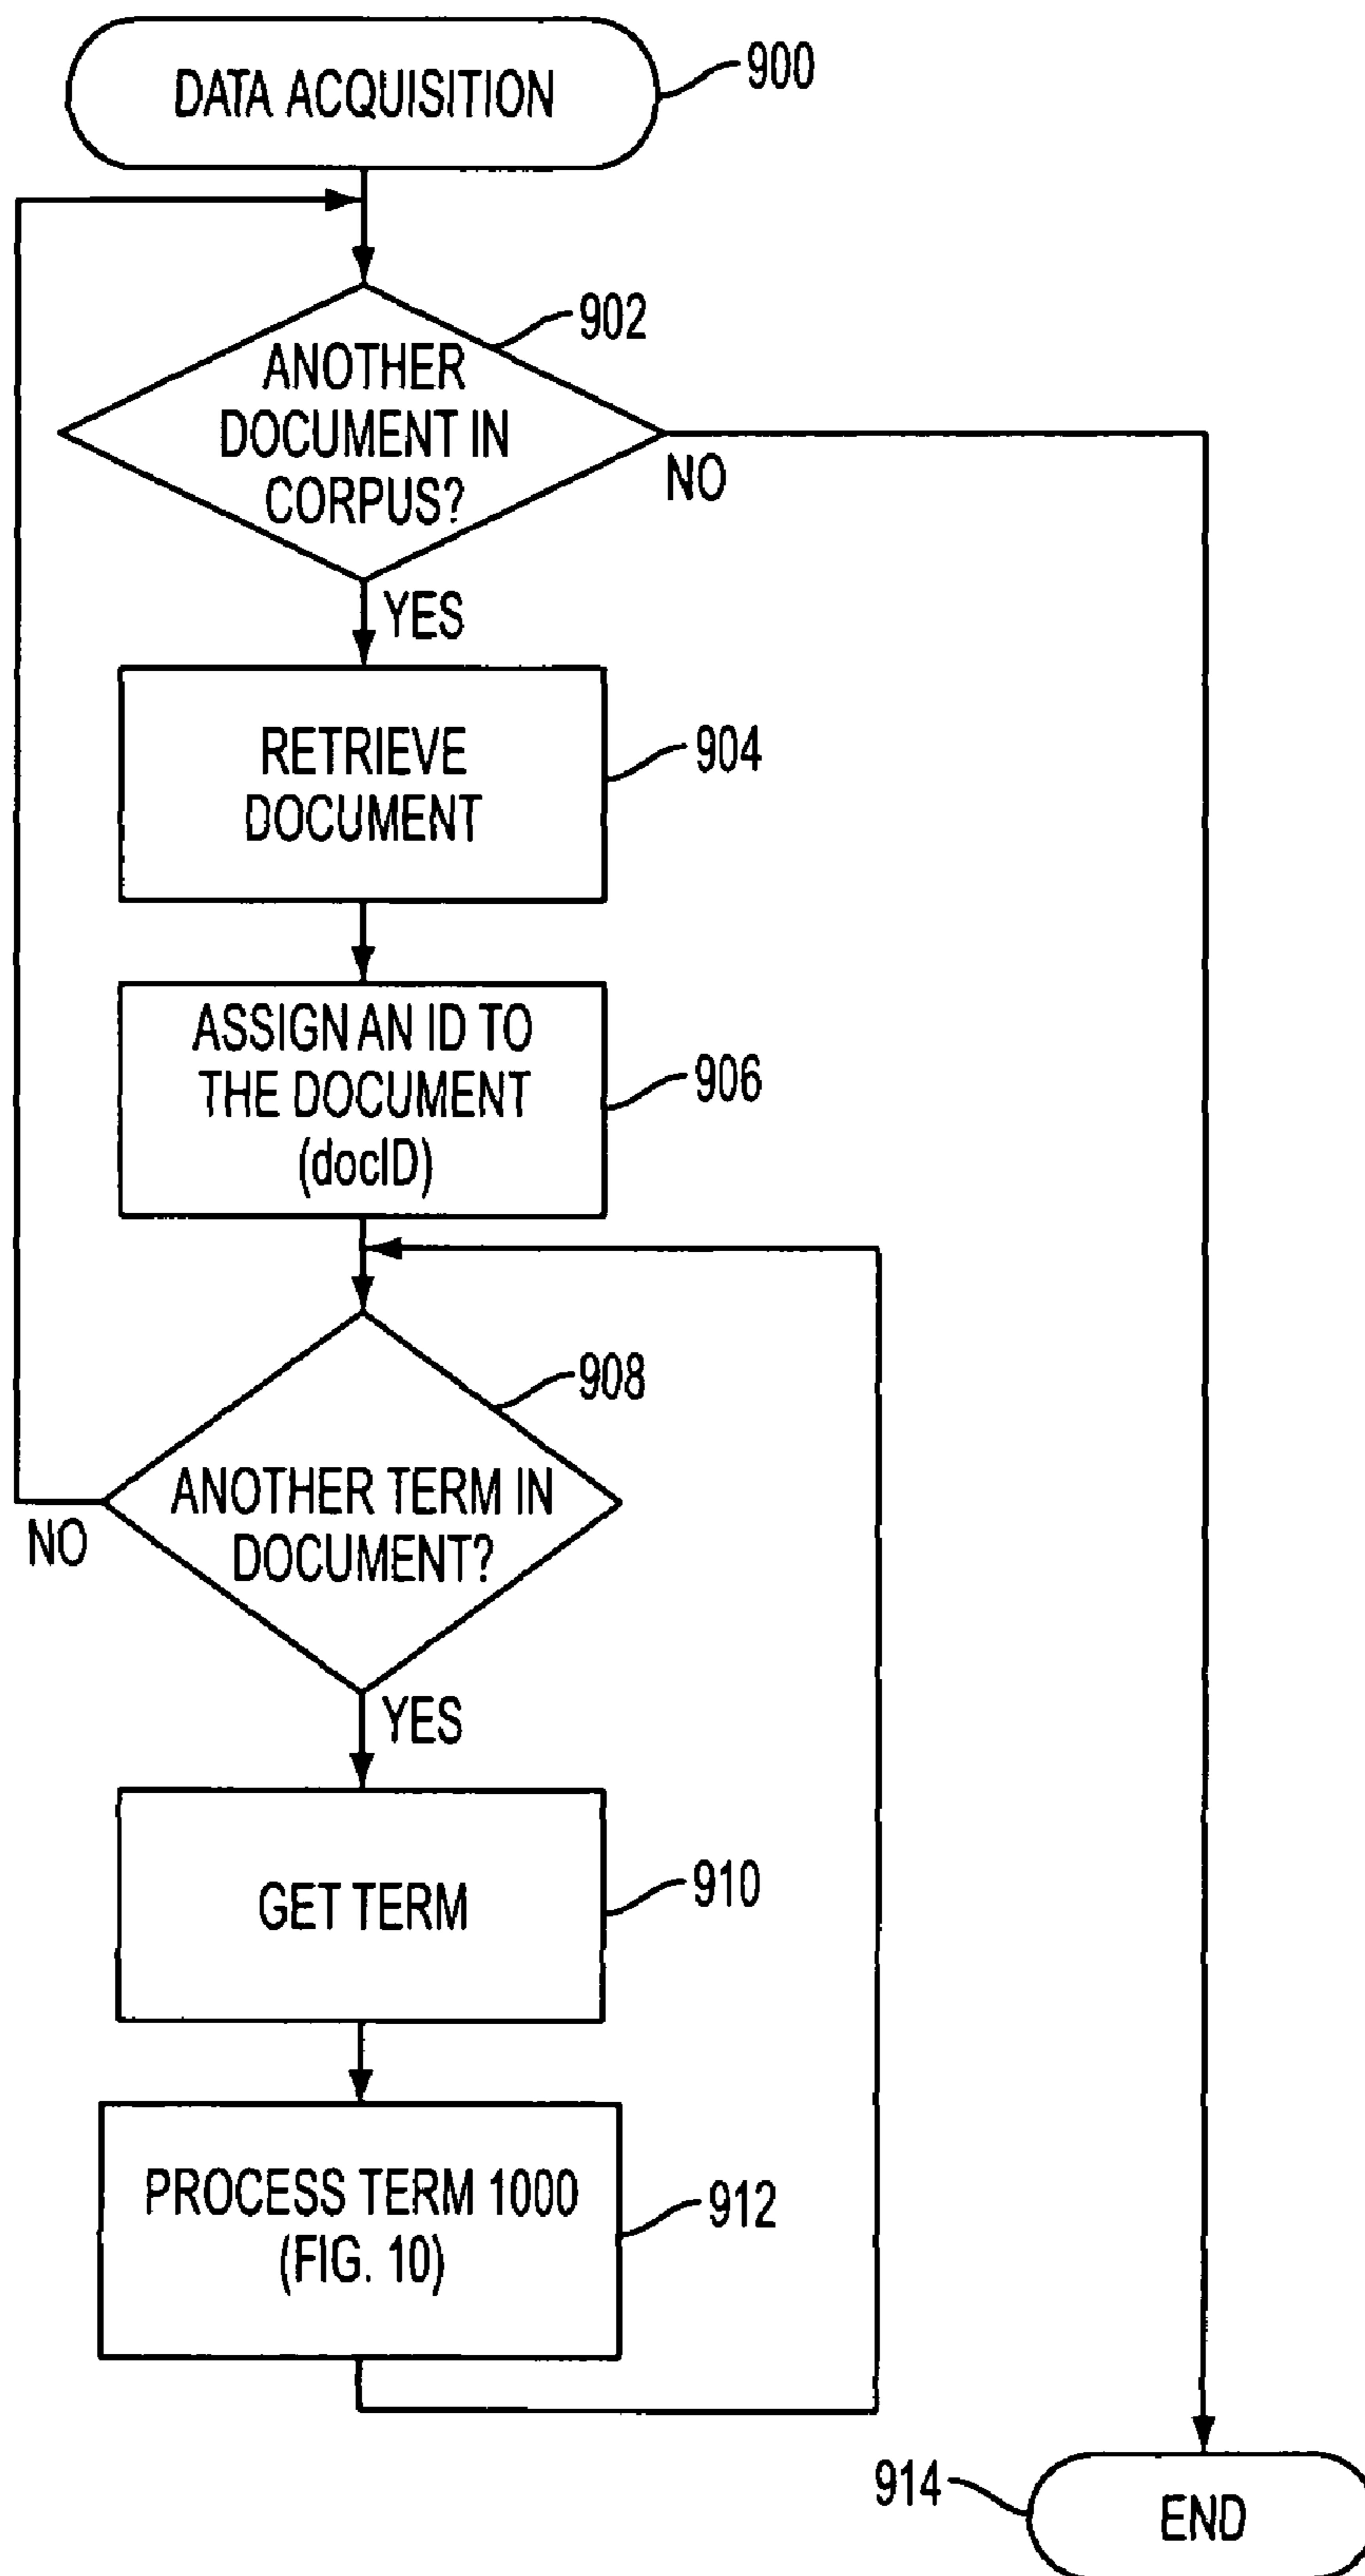 DATA ACQUISITION
900
902
ANOTHER
DOCUMENT IN
CORPUS?
NO
YES
RETRIEVE
DOCUMENT
904
ASSIGN AN ID TO
THE DOCUMENT
(docID)
906
908
ANOTHER TERM IN
DOCUMENT?
NO
YES
GET TERM
910
PROCESS TERM 1000
(FIG. 10)
912
914
END